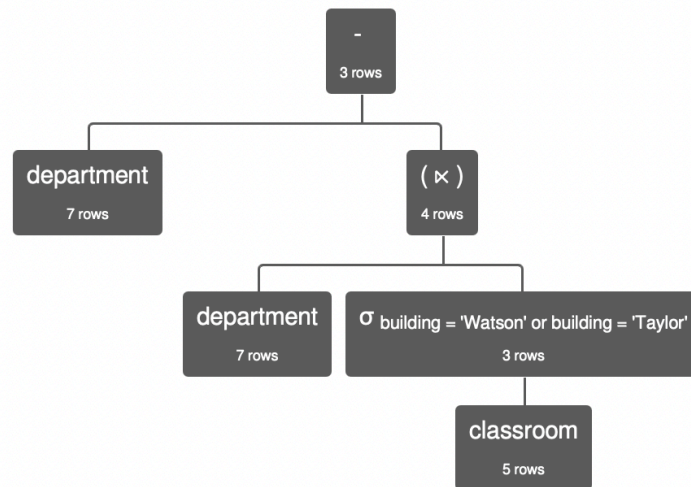 -
3 rows
department
7 rows
( ⋉ )
4 rows
department
7 rows
σ building = 'Watson' or building = 'Taylor'
3 rows
classroom
5 rows